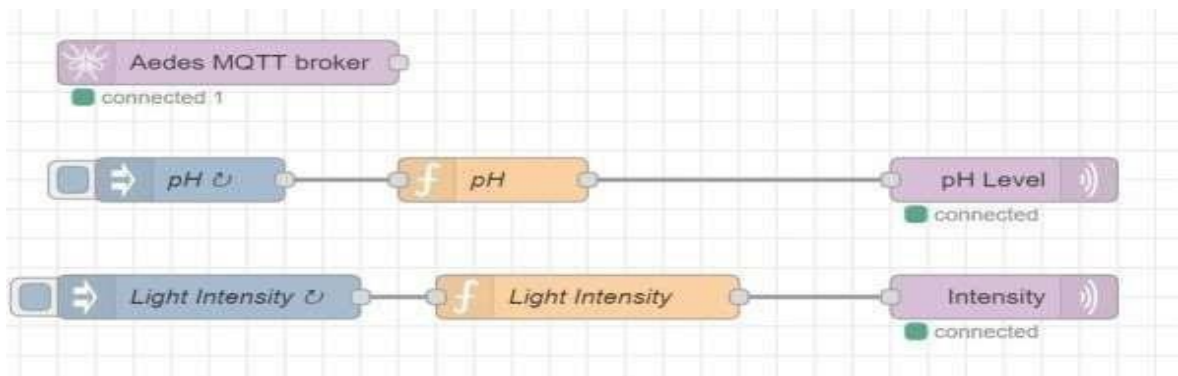 Aedes MQTT broker
connected 1
pH ↻
pH
pH Level
connected
Light Intensity ↻
Light Intensity
Intensity
connected